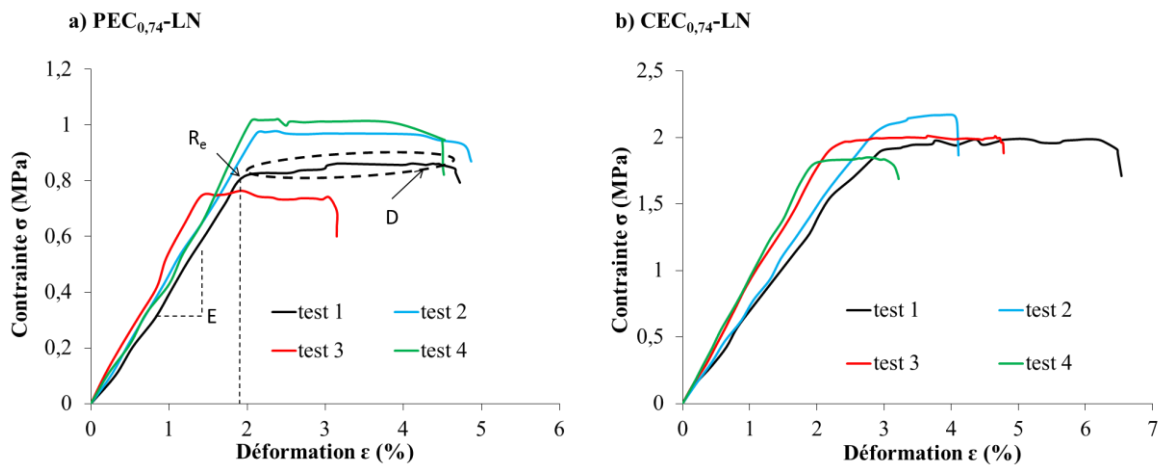 a) PEC0,74-LN
Contrainte σ (MPa)
1,2
1
0,8
0,6
0,4
0,2
0
Re
D
E
test 1
test 2
test 3
test 4
0 1 2 3 4 5 6
Déformation ε (%)
b) CEC0,74-LN
Contrainte σ (MPa)
2,5
2
1,5
1
0,5
0
test 1
test 2
test 3
test 4
0 1 2 3 4 5 6 7
Déformation ε (%)